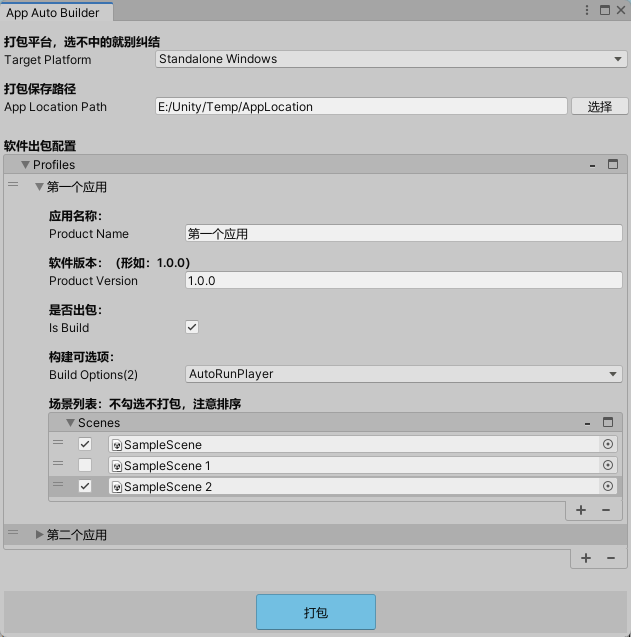 App Auto Builder
打包平台，选不中的就别纠结
Target Platform Standalone Windows
打包保存路径
App Location Path E:/Unity/Temp/AppLocation 选择
软件出包配置
Profiles
第一个应用
应用名称：
Product Name 第一个应用
软件版本：（形如：1.0.0）
Product Version 1.0.0
是否出包：
Is Build
构建可选项：
Build Options(2) AutoRunPlayer
场景列表：不勾选不打包，注意排序
Scenes
SampleScene
SampleScene 1
SampleScene 2
第二个应用
打包